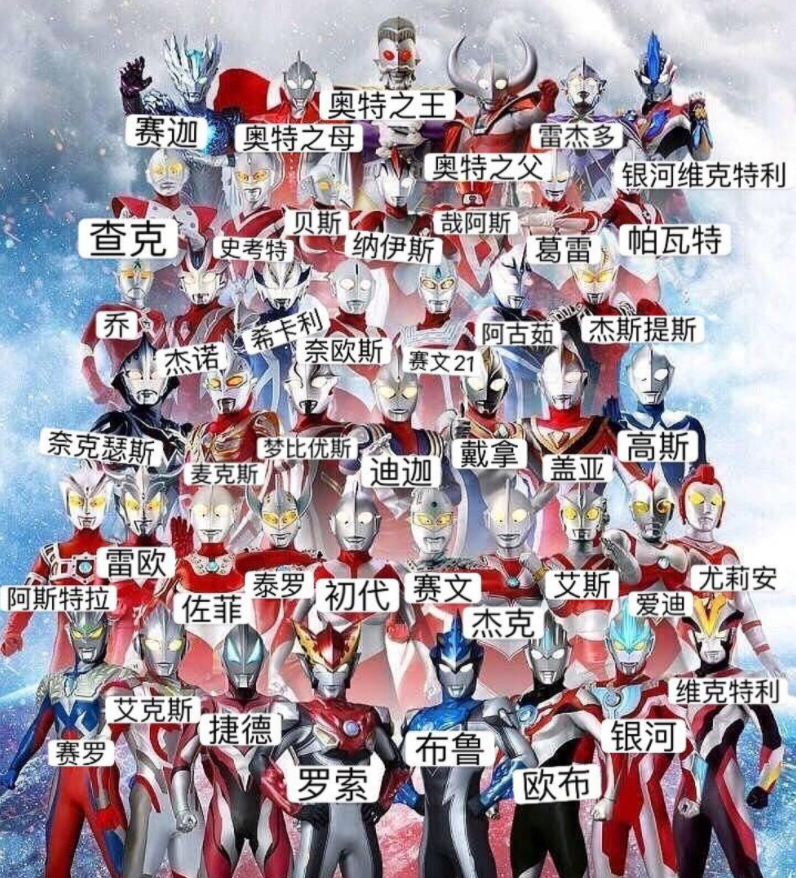 赛迦
奥特之母
奥特之王
奥特之父
雷杰多
银河维克特利
查克
史考特
贝斯
纳伊斯
哉阿斯
葛雷
帕瓦特
乔
杰诺
希卡利
奈欧斯
赛文21
阿古茹
杰斯提斯
奈克瑟斯
麦克斯
梦比优斯
迪迦
戴拿
盖亚
高斯
阿斯特拉
雷欧
佐菲
泰罗
初代
赛文
杰克
艾斯
爱迪
尤莉安
赛罗
艾克斯
捷德
罗索
布鲁
欧布
银河
维克特利